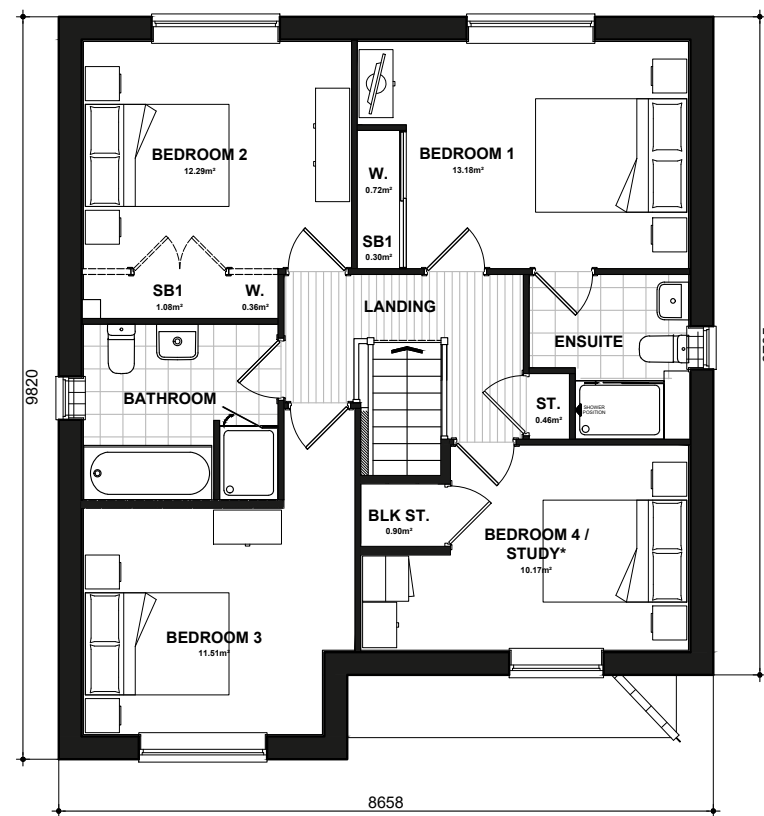 BEDROOM 2
12.29m²
BEDROOM 1
13.18m²
W.
0.72m²
SB1
0.30m²
SB1
1.08m²
W.
0.36m²
LANDING
ENSUITE
BATHROOM
ST.
0.46m²
SHOWER
POSITION
BLK ST.
0.90m²
BEDROOM 4 /
STUDY*
10.17m²
BEDROOM 3
11.51m²
9820
8658